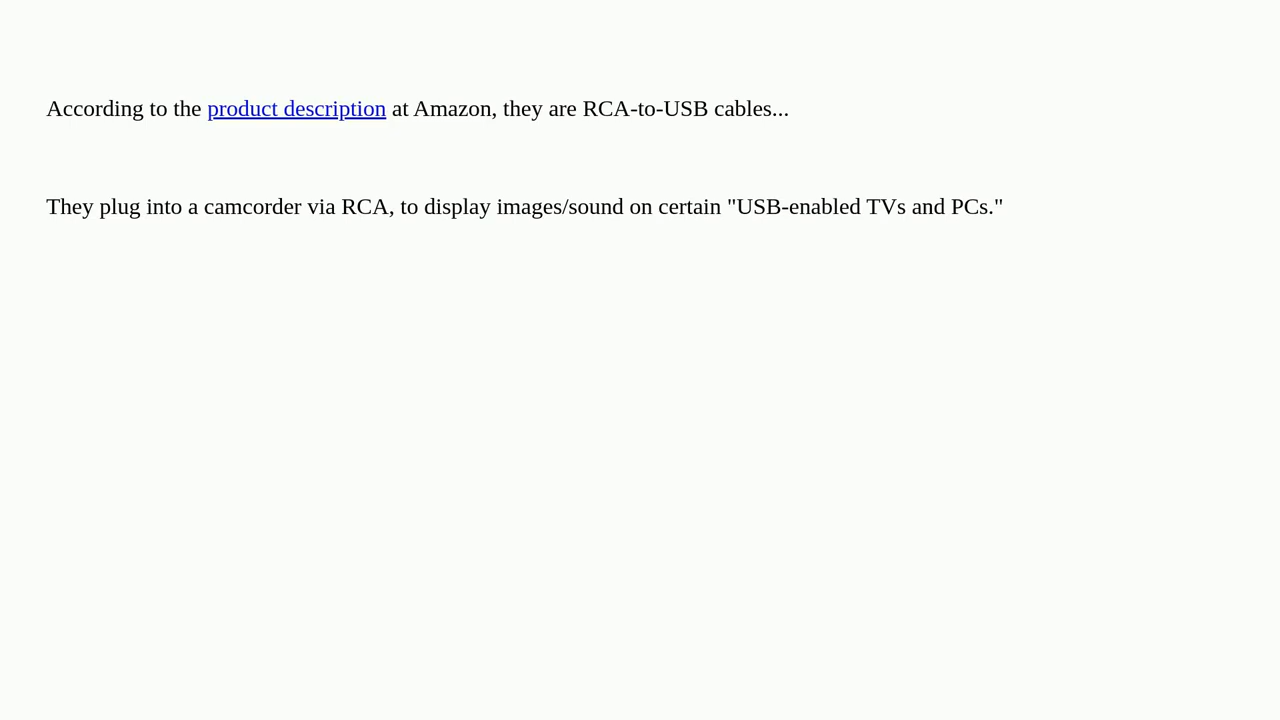 According to the product description at Amazon, they are RCA-to-USB cables...
They plug into a camcorder via RCA, to display images/sound on certain "USB-enabled TVs and PCs."